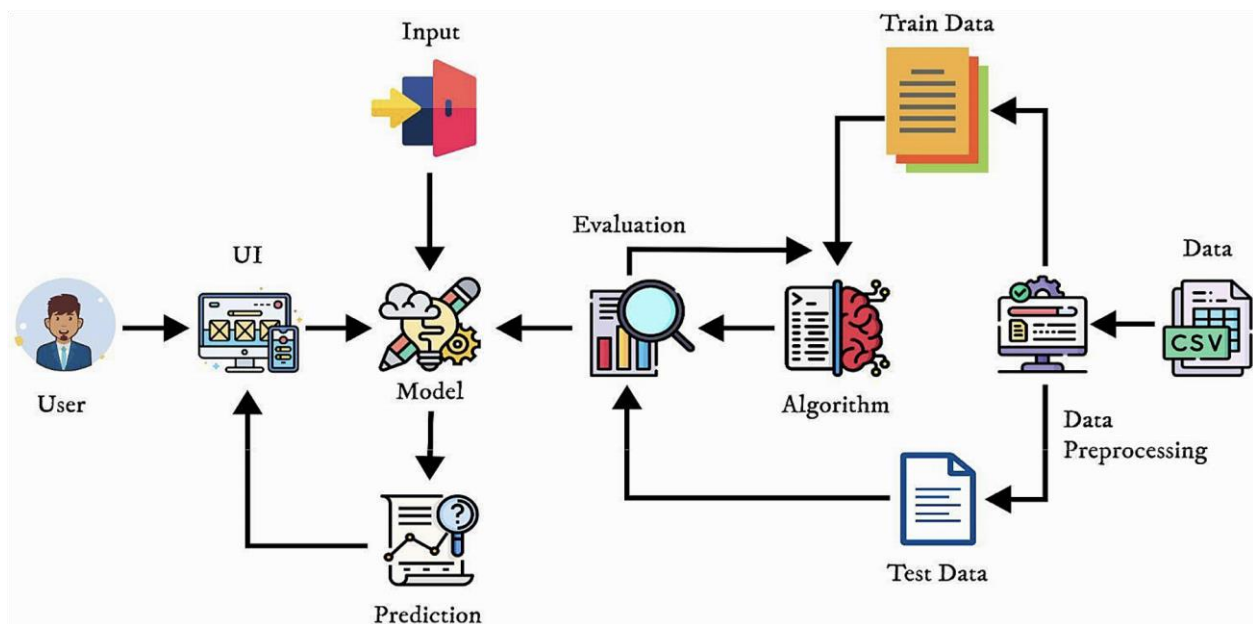 Input
Train Data
Evaluation
UI
Data
CSV
User
Model
Algorithm
Data
Preprocessing
Test Data
Prediction